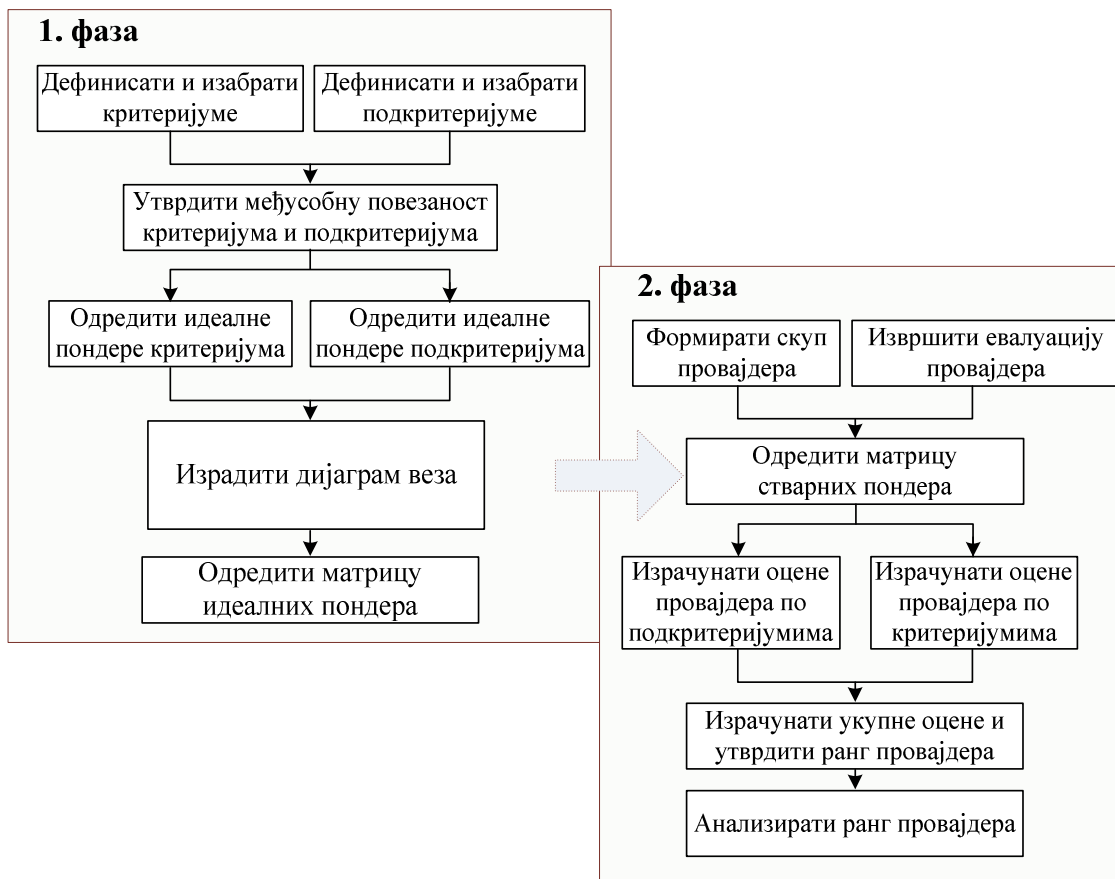 1. фаза
Дефинисати и изабрати
критеријуме
Дефинисати и изабрати
подкритеријуме
Утврдити међусобну повезаност
критеријума и подкритеријума
Одредити идеалне
пондере критеријума
Одредити идеалне
пондере подкритеријума
Израдити дијаграм веза
Одредити матрицу
идеалних пондера
2. фаза
Формирати скуп
провајдера
Извршити евалуацију
провајдера
Одредити матрицу
стварних пондера
Израчунати оцене
провајдера по
подкритеријумима
Израчунати оцене
провајдера по
критеријумима
Израчунати укупне оцене и
утврдити ранг провајдера
Анализирати ранг провајдера